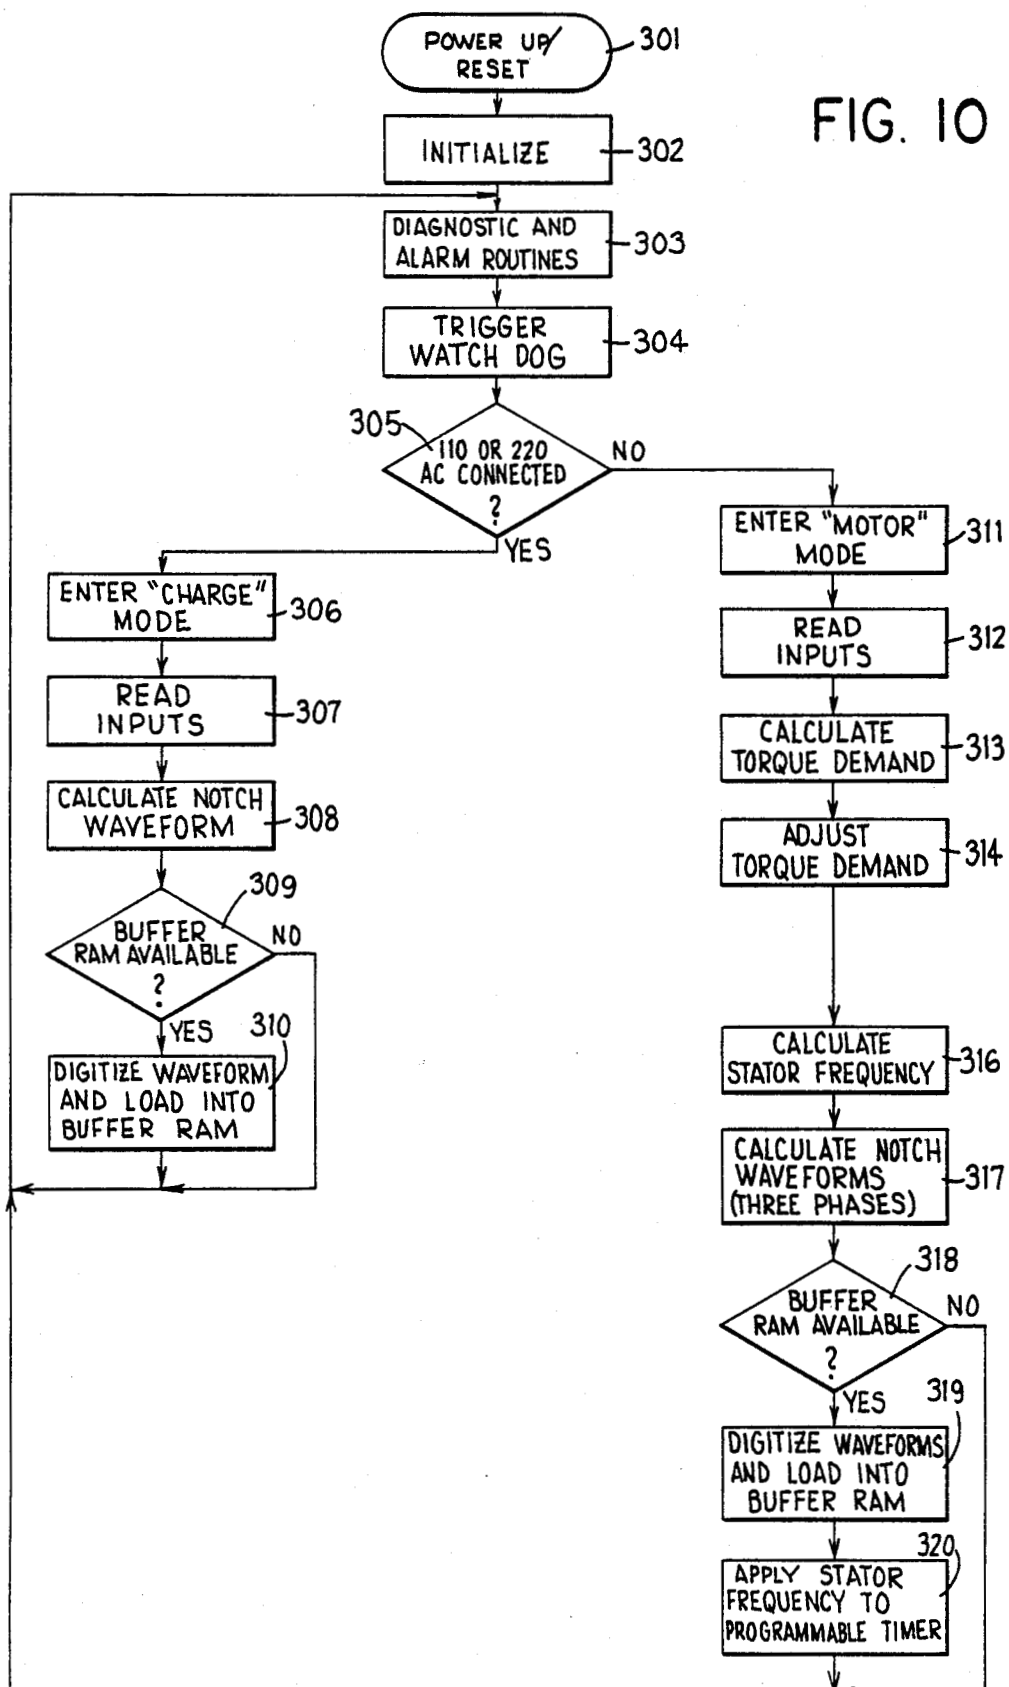 POWER UP/
RESET
301
FIG. 10
INITIALIZE
302
DIAGNOSTIC AND
ALARM ROUTINES
303
TRIGGER
WATCH DOG
304
305
110 OR 220
AC CONNECTED
?
NO
YES
ENTER "CHARGE"
MODE
306
READ
INPUTS
307
CALCULATE NOTCH
WAVEFORM
308
309
BUFFER
RAM AVAILABLE
?
NO
YES
310
DIGITIZE WAVEFORM
AND LOAD INTO
BUFFER RAM
ENTER "MOTOR"
MODE
311
READ
INPUTS
312
CALCULATE
TORQUE DEMAND
313
ADJUST
TORQUE DEMAND
314
CALCULATE
STATOR FREQUENCY
316
CALCULATE NOTCH
WAVEFORMS
(THREE PHASES)
317
318
BUFFER
RAM AVAILABLE
?
NO
YES
319
DIGITIZE WAVEFORMS
AND LOAD INTO
BUFFER RAM
320
APPLY STATOR
FREQUENCY TO
PROGRAMMABLE TIMER